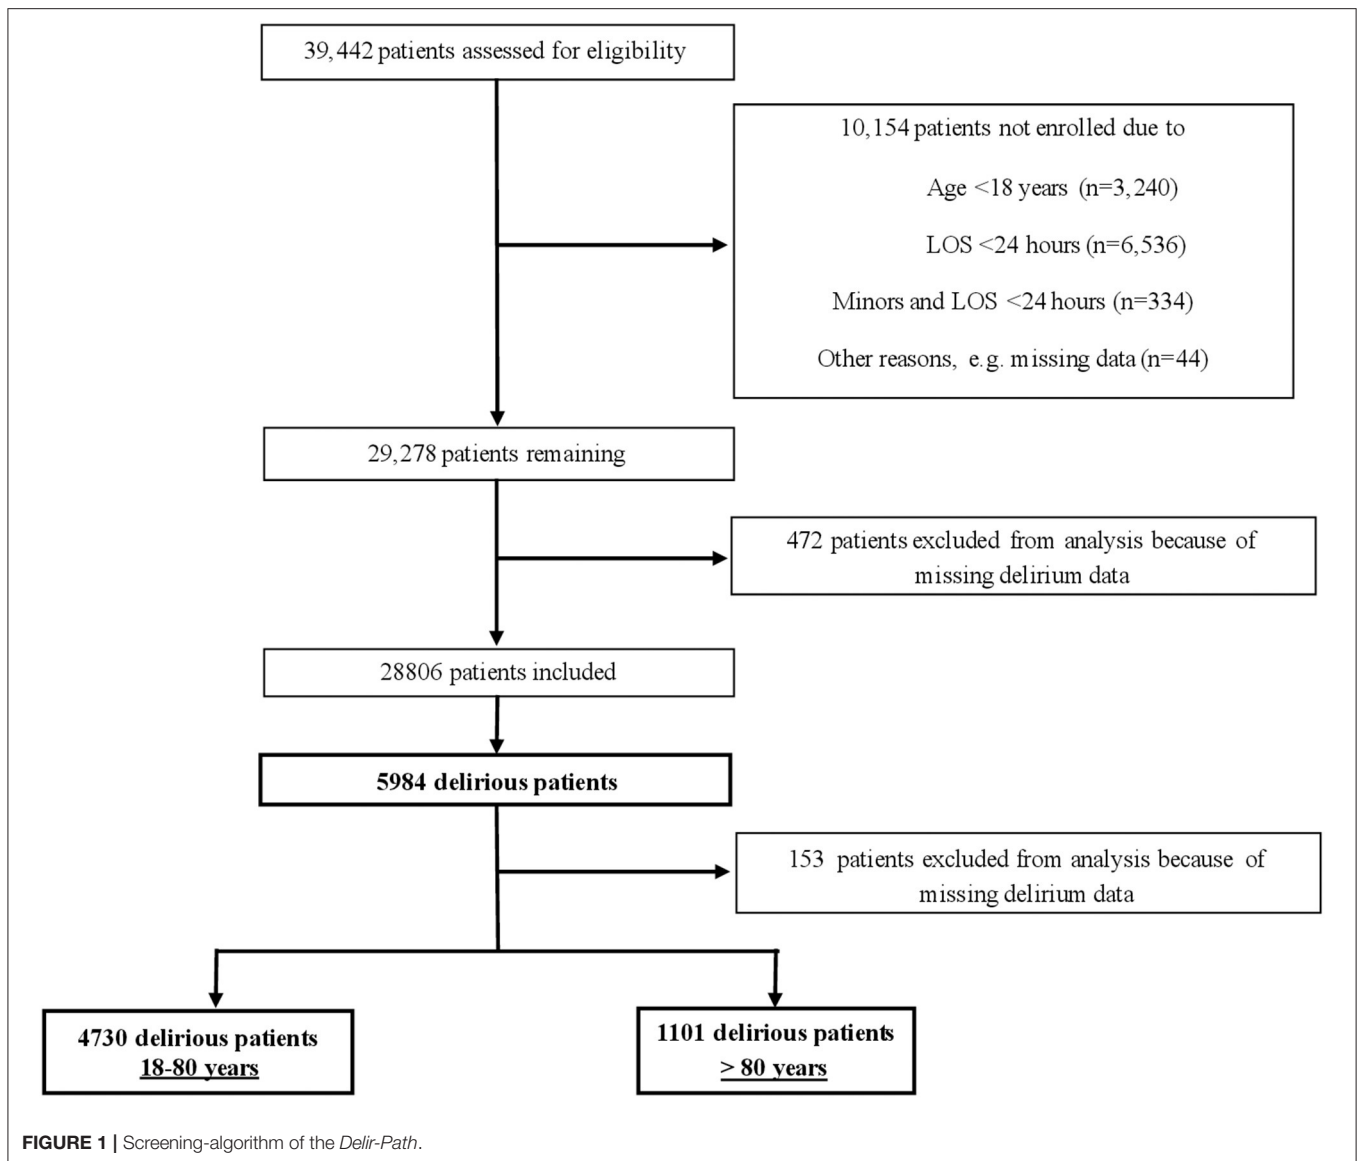 39,442 patients assessed for eligibility
10,154 patients not enrolled due to
Age <18 years (n=3,240)
LOS <24 hours (n=6,536)
Minors and LOS <24 hours (n=334)
Other reasons, e.g. missing data (n=44)
29,278 patients remaining
472 patients excluded from analysis because of
missing delirium data
28806 patients included
5984 delirious patients
153 patients excluded from analysis because of
missing delirium data
4730 delirious patients
18-80 years
1101 delirious patients
> 80 years
FIGURE 1 | Screening-algorithm of the Delir-Path.